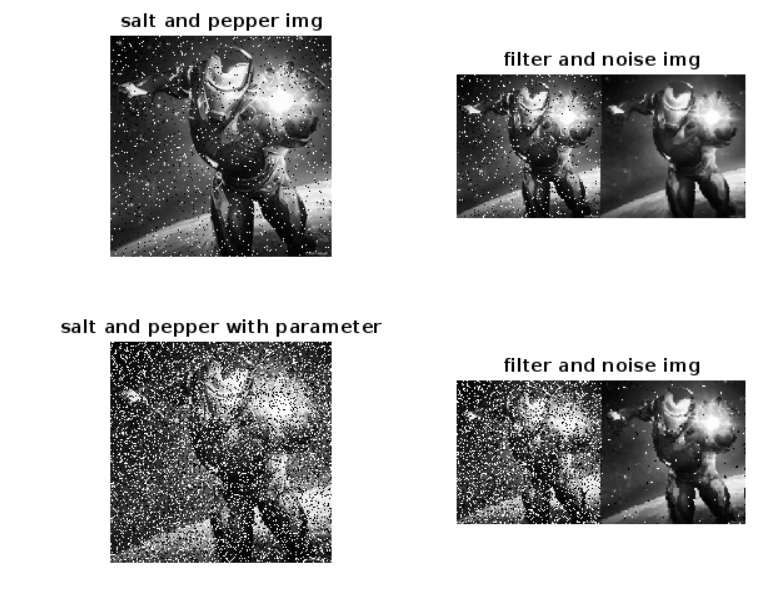 salt and pepper img
filter and noise img
salt and pepper with parameter
filter and noise img